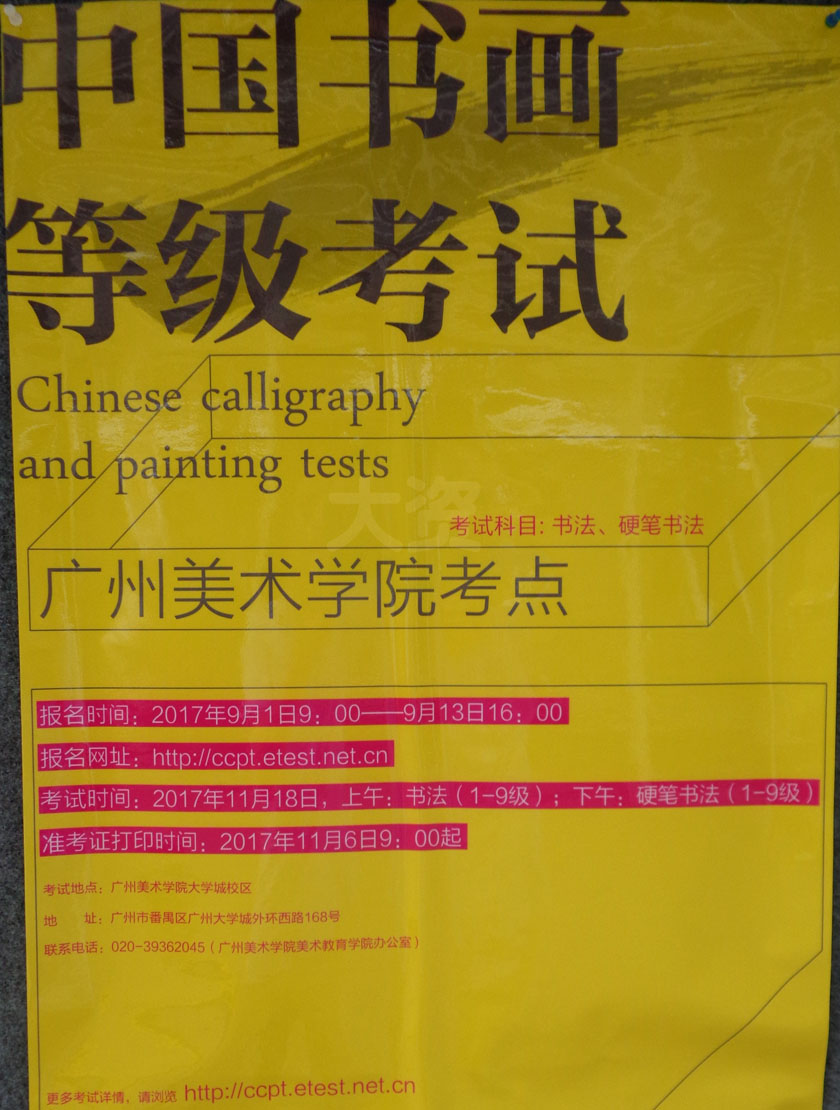 中国书画
等级考试
Chinese calligraphy
and painting tests
大资
考试科目: 书法、硬笔书法
广州美术学院考点
报名时间：2017年9月1日9：00——9月13日16：00
报名网址：http://ccpt.etest.net.cn
考试时间：2017年11月18日，上午：书法（1-9级）；下午：硬笔书法（1-9级）
准考证打印时间：2017年11月6日9：00起
考试地点：广州美术学院大学城校区
地　　址：广州市番禺区广州大学城外环西路168号
联系电话：020-39362045（广州美术学院美术教育学院办公室）
更多考试详情，请浏览 http://ccpt.etest.net.cn